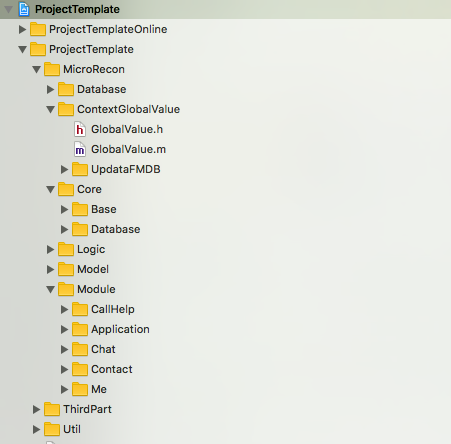 ProjectTemplate
ProjectTemplateOnline
ProjectTemplate
MicroRecon
Database
ContextGlobalValue
h GlobalValue.h
m GlobalValue.m
UpdataFMDB
Core
Base
Database
Logic
Model
Module
CallHelp
Application
Chat
Contact
Me
ThirdPart
Util